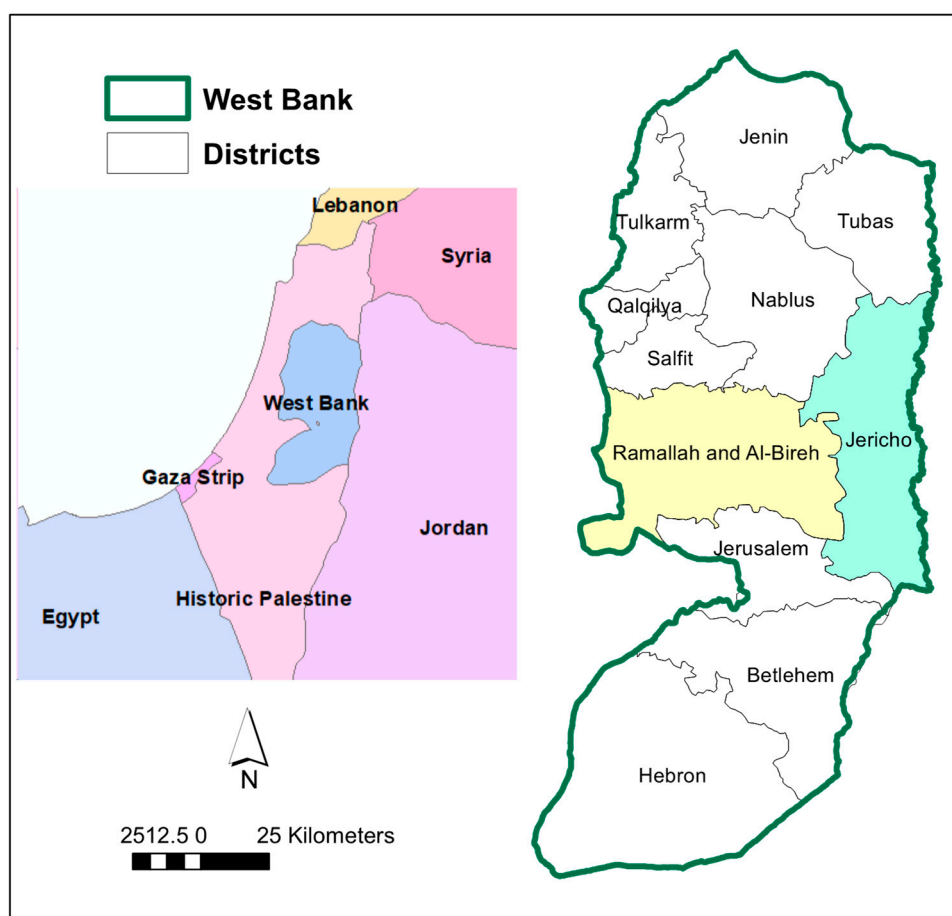 West Bank
Districts
Lebanon
Syria
West Bank
Gaza Strip
Jordan
Historic Palestine
Egypt
N
2512.5 0 25 Kilometers
Jenin
Tulkarm
Tubas
Qalqilya
Nablus
Salfit
Ramallah and Al-Bireh
Jericho
Jerusalem
Betlehem
Hebron